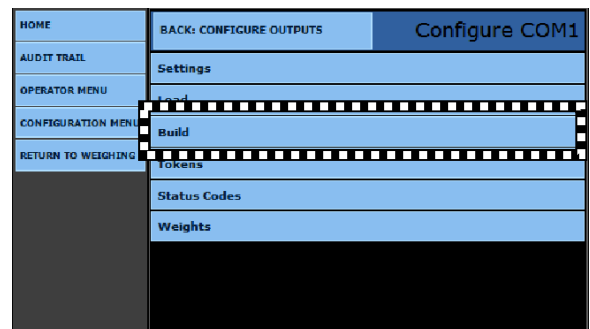 HOME
BACK: CONFIGURE OUTPUTS
Configure COM1
AUDIT TRAIL
Settings
OPERATOR MENU
Load
CONFIGURATION MENU
Build
RETURN TO WEIGHING
Tokens
Status Codes
Weights